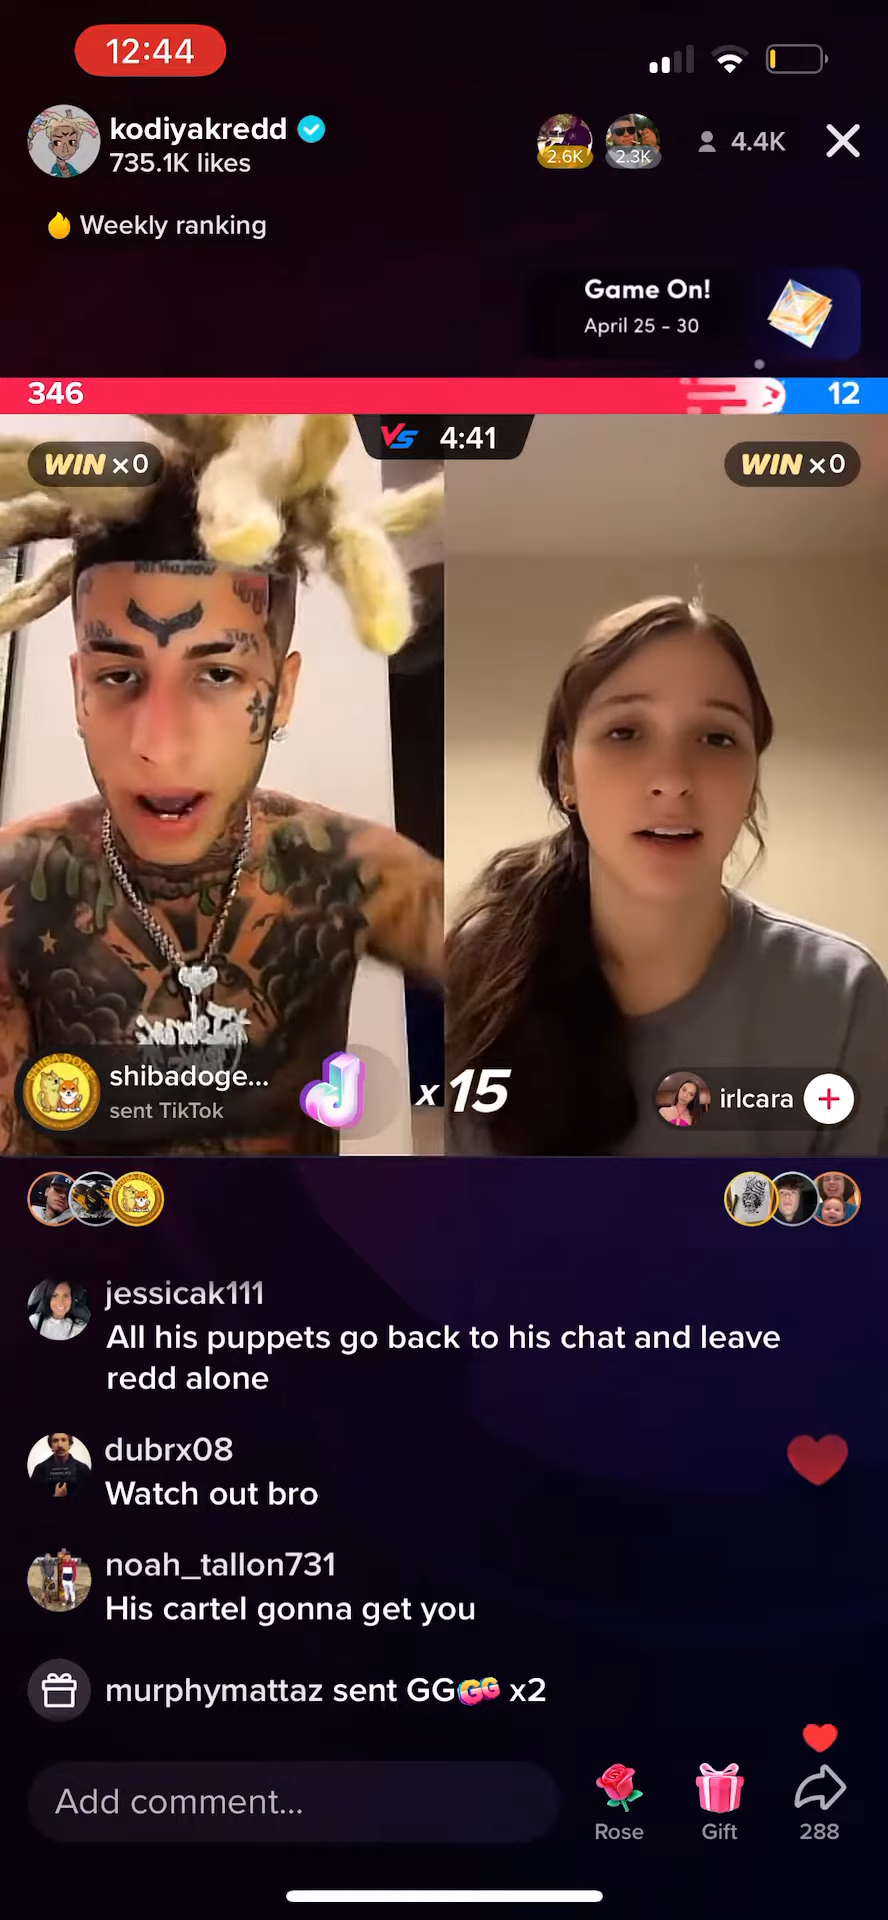 12:44
kodiyakredd
735.1K likes
2.6K
2.3K
4.4K
Weekly ranking
Game On!
April 25 - 30
346
12
VS 4:41
WIN x0
WIN x0
shibadoge...
sent TikTok
x 15
irlcara
jessicak111
All his puppets go back to his chat and leave
redd alone
dubrx08
Watch out bro
noah_tallon731
His cartel gonna get you
murphymattaz sent GG GG x2
Add comment...
Rose
Gift
288